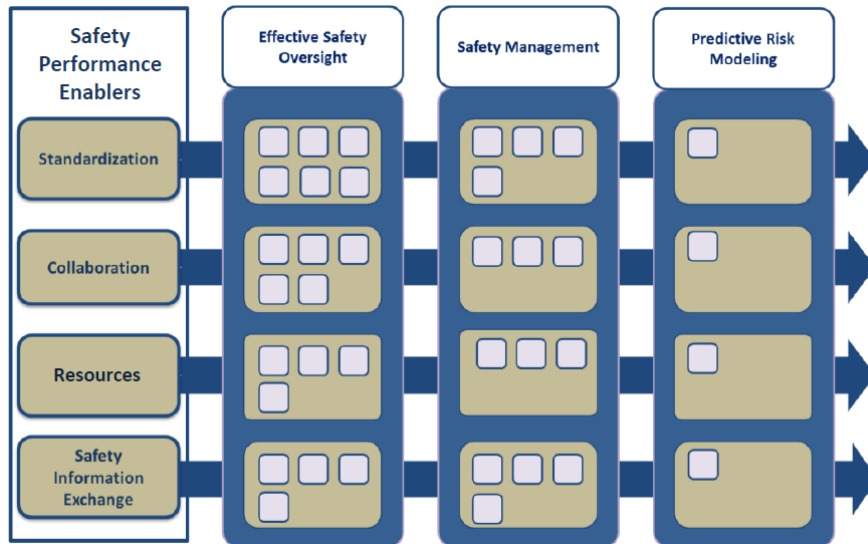 Safety
Performance
Enablers
Effective Safety
Oversight
Safety Management
Predictive Risk
Modeling
Standardization
Collaboration
Resources
Safety
Information
Exchange